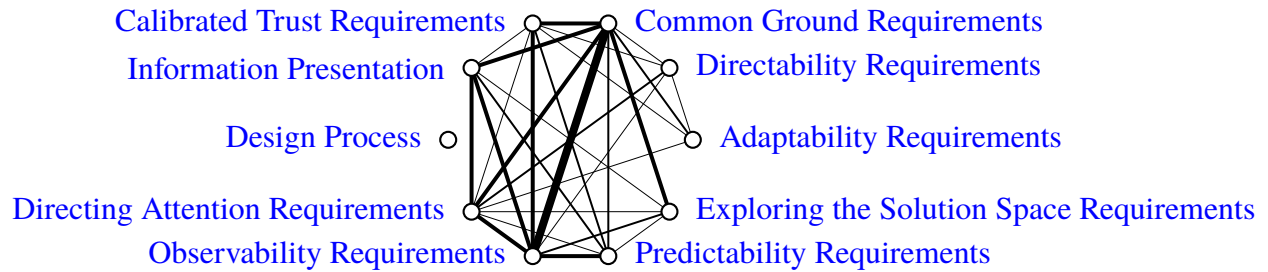 Calibrated Trust Requirements
Common Ground Requirements
Information Presentation
Directability Requirements
Design Process
Adaptability Requirements
Directing Attention Requirements
Exploring the Solution Space Requirements
Observability Requirements
Predictability Requirements